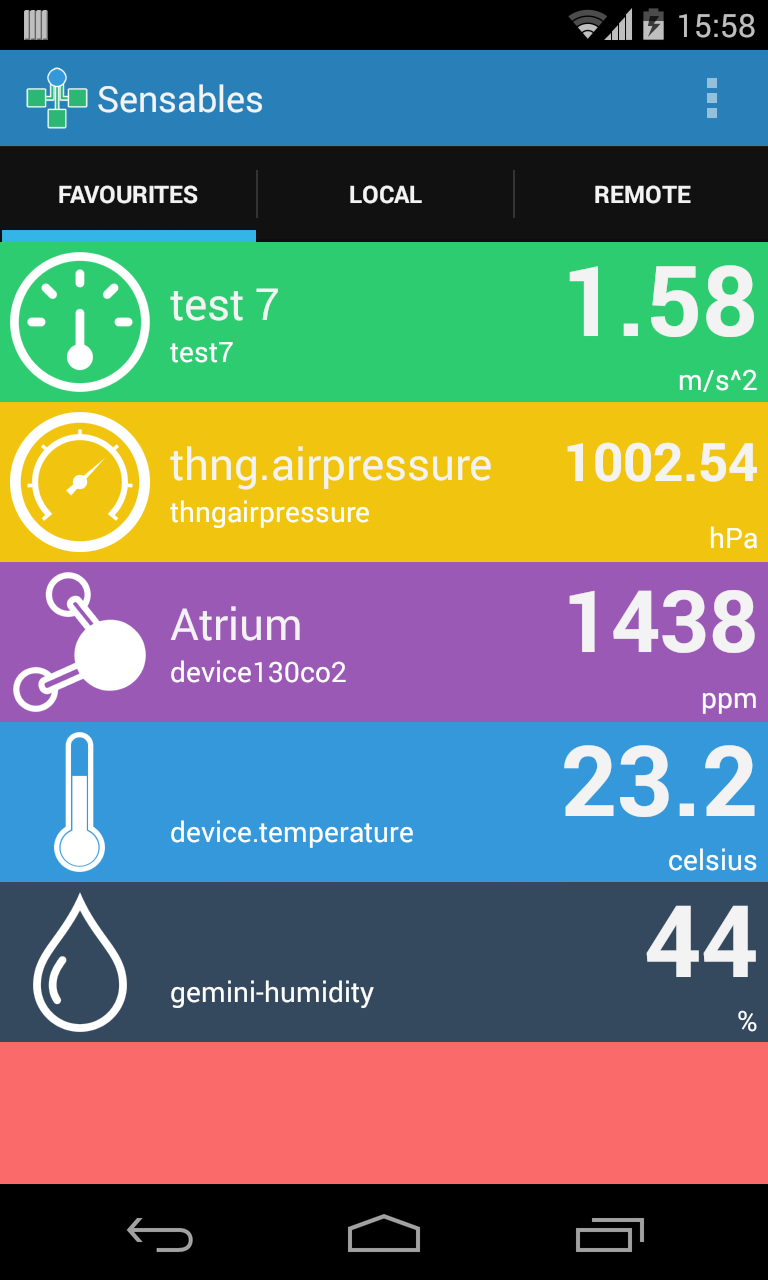 15:58
Sensables
FAVOURITES
LOCAL
REMOTE
test 7
test7
1.58
m/s^2
thng.airpressure
thngairpressure
1002.54
hPa
Atrium
device130co2
1438
ppm
device.temperature
23.2
celsius
gemini-humidity
44
%